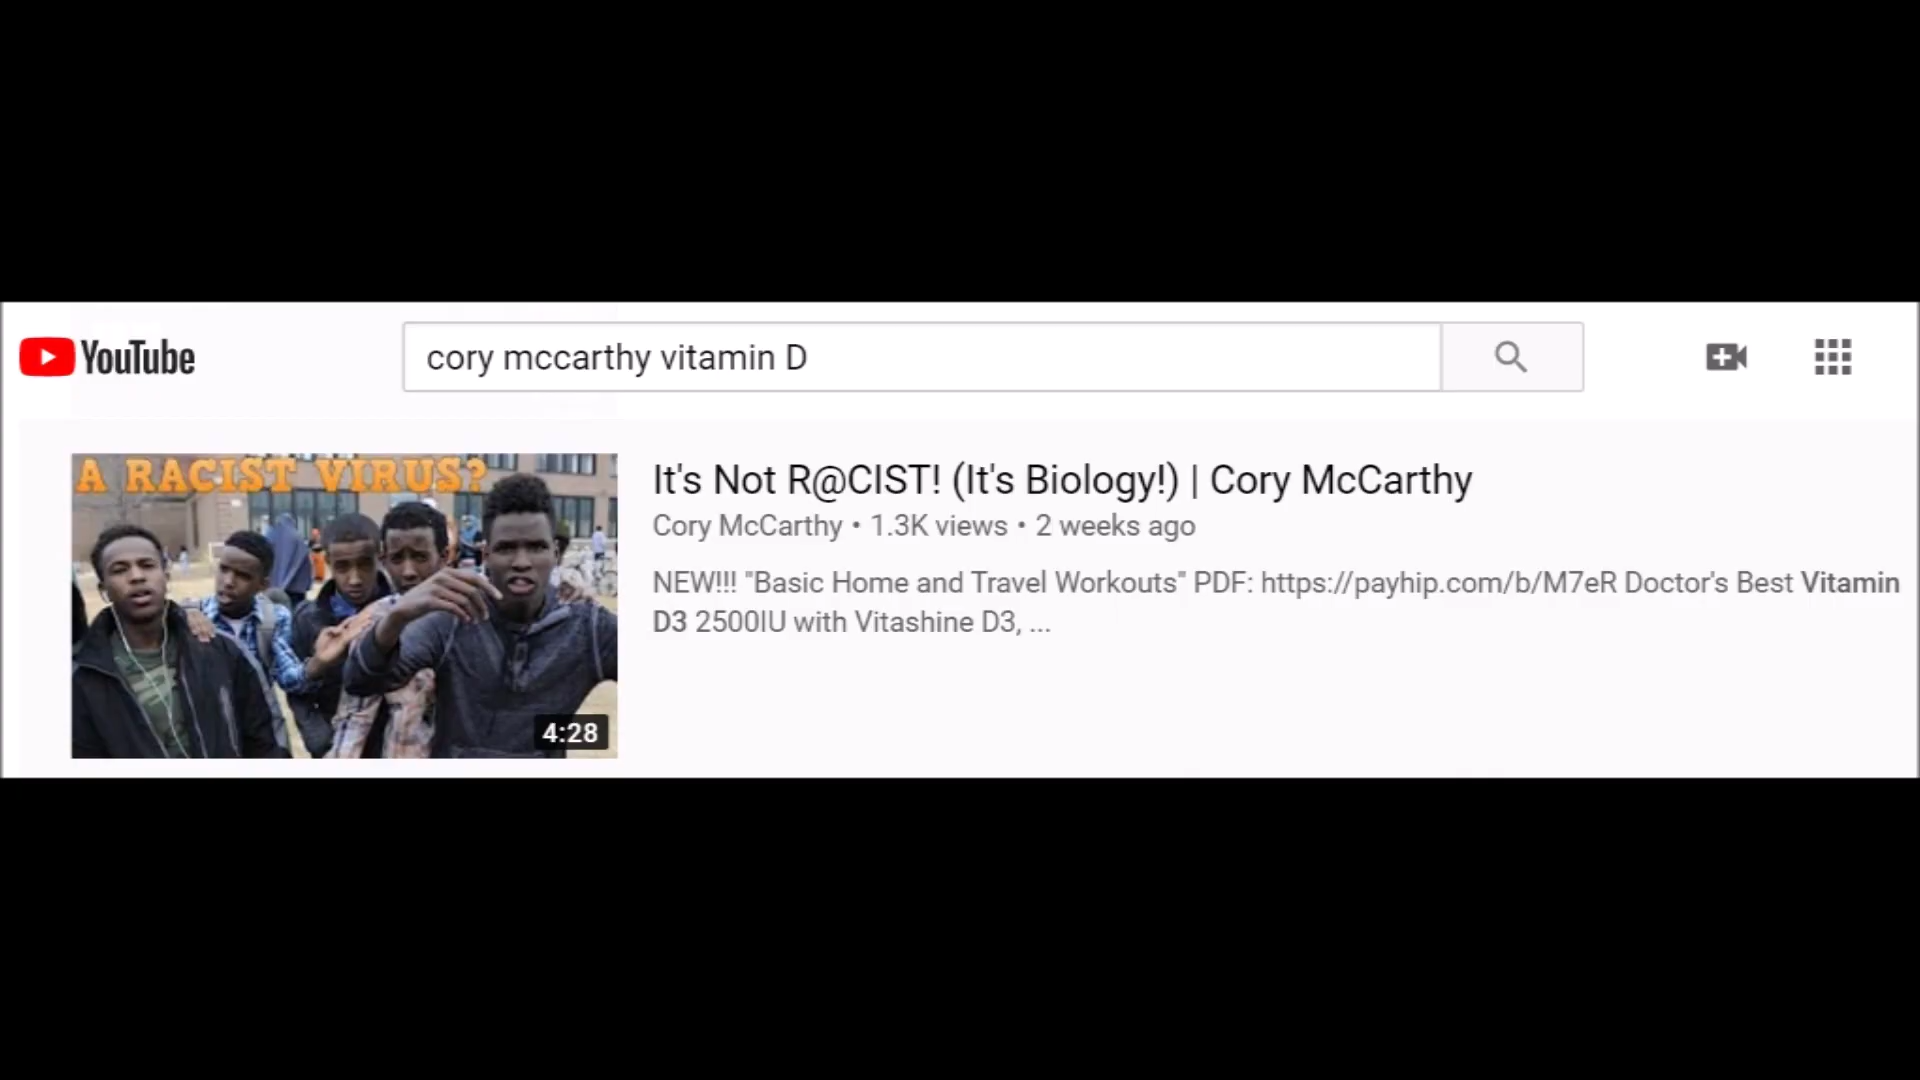 YouTube
cory mccarthy vitamin D
A RACIST VIRUS?
4:28
It's Not R@CIST! (It's Biology!) | Cory McCarthy
Cory McCarthy • 1.3K views • 2 weeks ago
NEW!!! "Basic Home and Travel Workouts" PDF: https://payhip.com/b/M7eR Doctor's Best Vitamin
D3 2500IU with Vitashine D3, ...